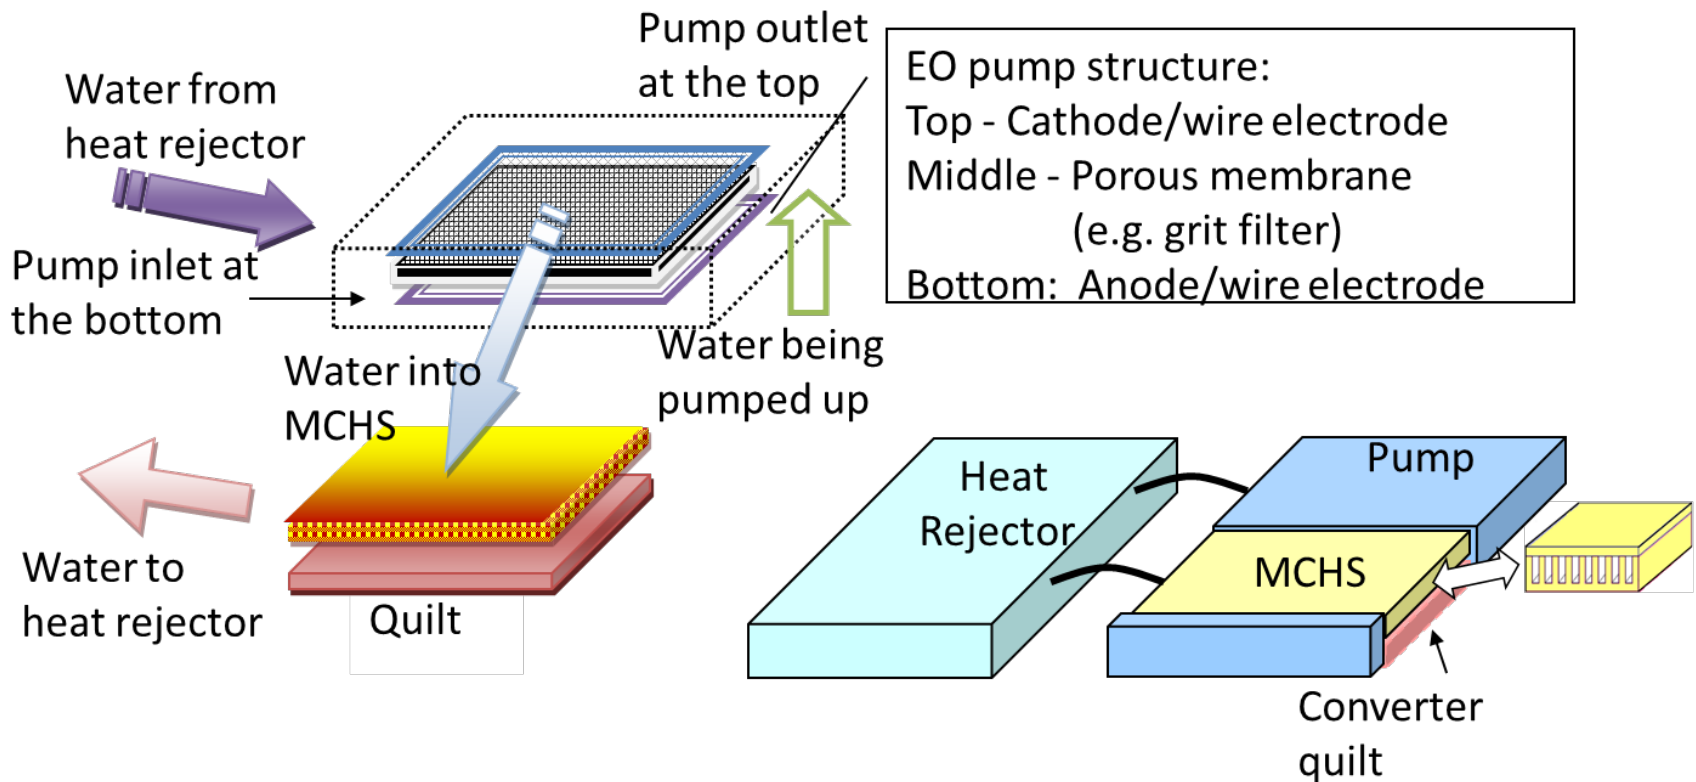 Water from
heat rejector
Pump outlet
at the top
EO pump structure:
Top - Cathode/wire electrode
Middle - Porous membrane
(e.g. grit filter)
Bottom: Anode/wire electrode
Pump inlet at
the bottom
Water into
MCHS
Water being
pumped up
Water to
heat rejector
Quilt
Heat
Rejector
Pump
MCHS
Converter
quilt